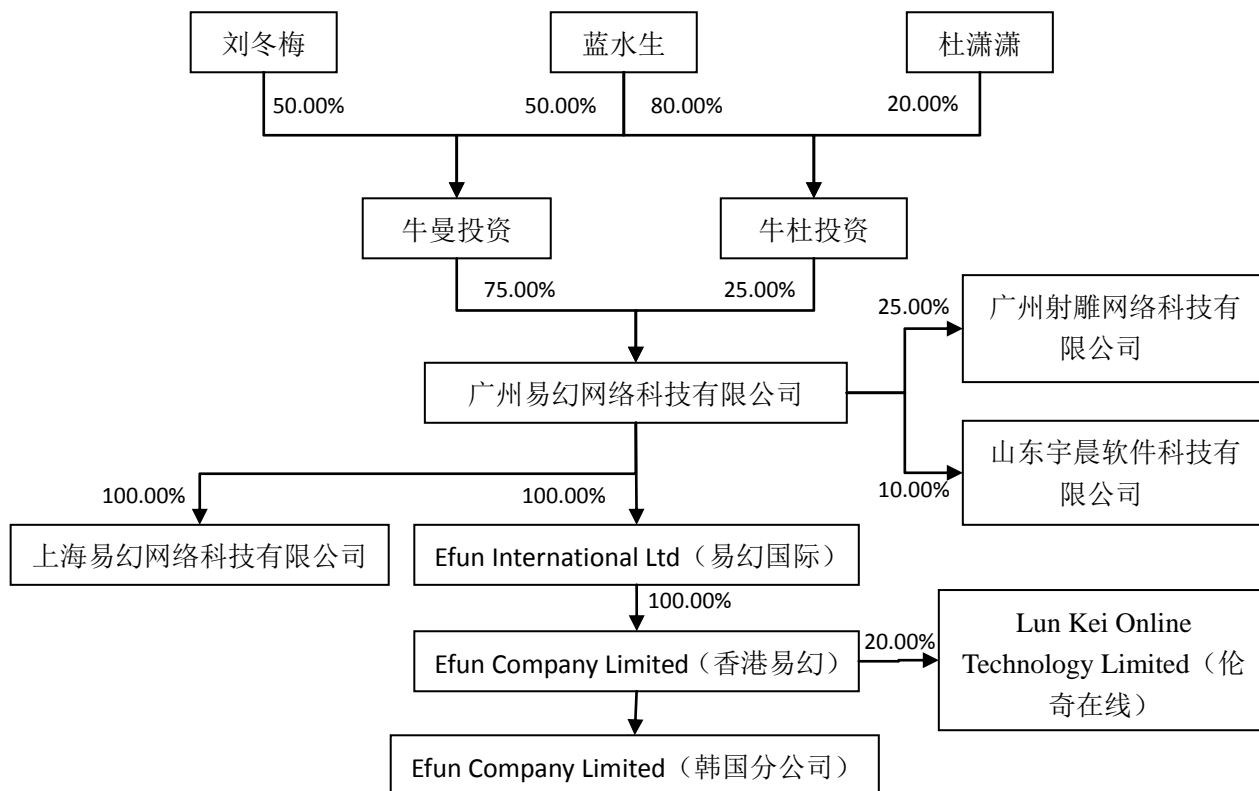 刘冬梅
蓝水生
杜潇潇
50.00%
50.00%
80.00%
20.00%
牛曼投资
牛杜投资
75.00%
25.00%
25.00%
广州射雕网络科技有
限公司
广州易幻网络科技有限公司
10.00%
山东宇晨软件科技有
限公司
100.00%
100.00%
上海易幻网络科技有限公司
Efun International Ltd（易幻国际）
100.00%
Efun Company Limited（香港易幻）
20.00%
Lun Kei Online
Technology Limited（伦
奇在线）
Efun Company Limited（韩国分公司）